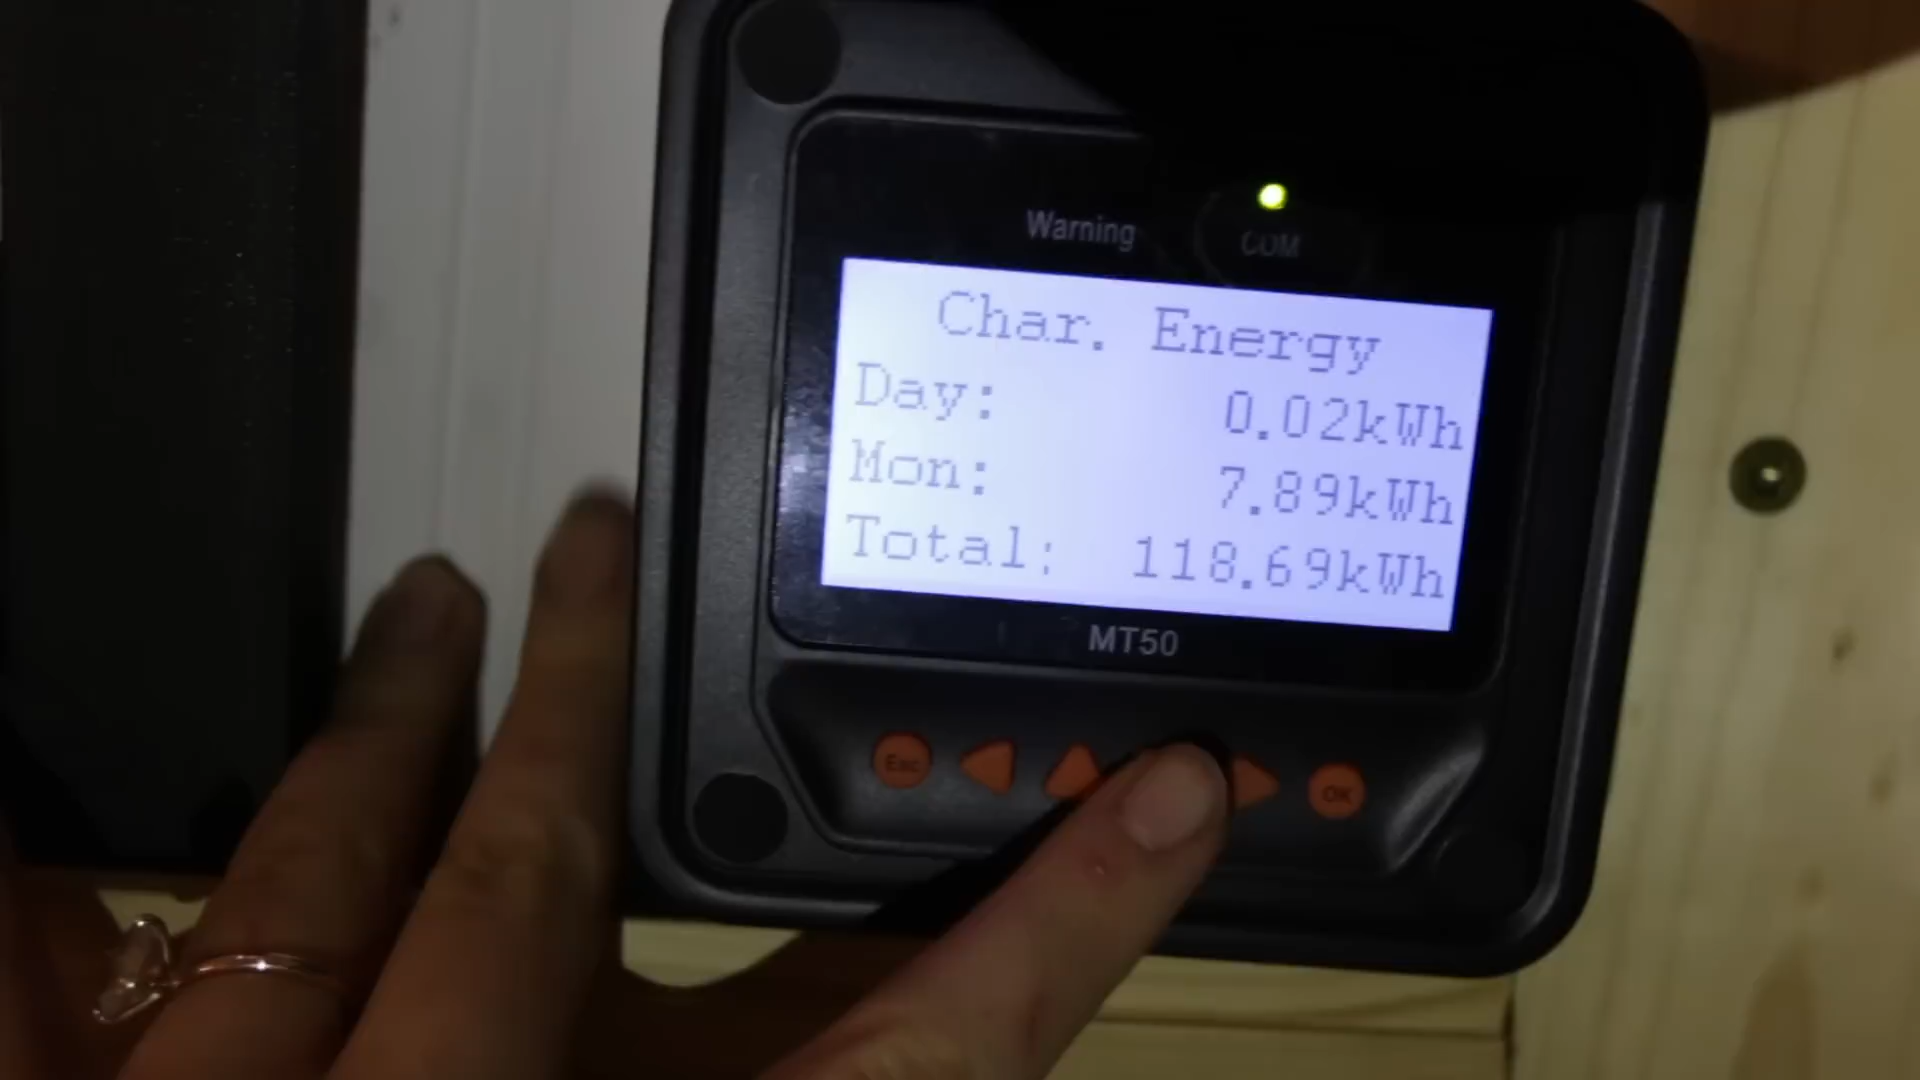 Warning
COM
Char. Energy
Day: 0.02kWh
Mon: 7.89kWh
Total: 118.69kWh
MT50
Esc
OK